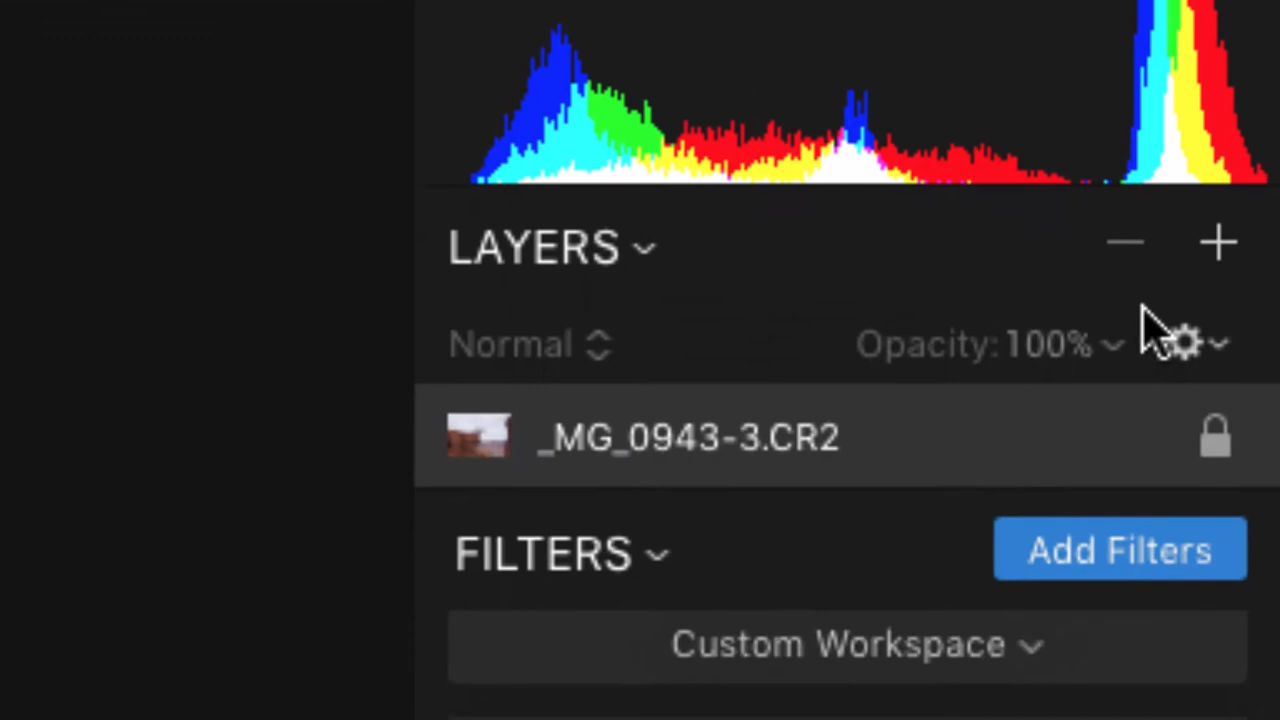 LAYERS
Normal Opacity: 100%
_MG_0943-3.CR2
FILTERS Add Filters
Custom Workspace